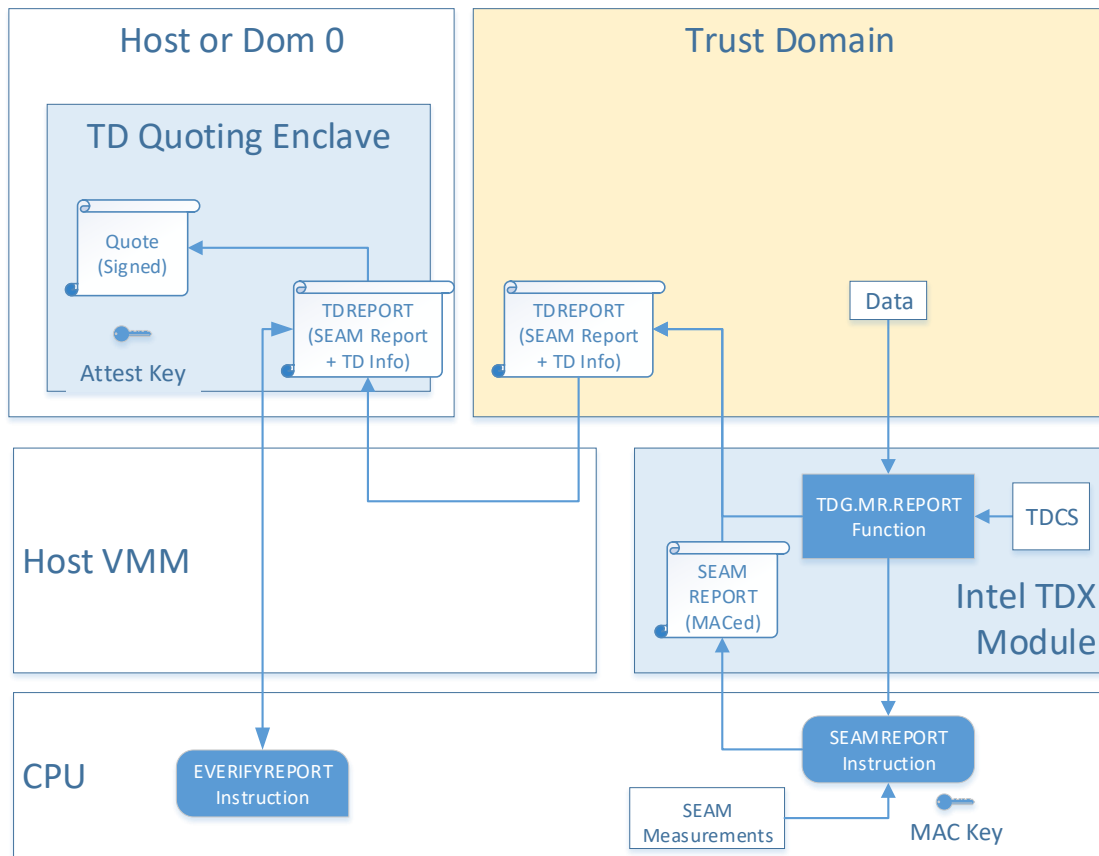 Host or Dom 0
Trust Domain
TD Quoting Enclave
Quote
(Signed)
TDREPORT
(SEAM Report
+ TD Info)
Attest Key
TDREPORT
(SEAM Report
+ TD Info)
Data
Host VMM
TDG.MR.REPORT
Function
TDCS
SEAM
REPORT
(MACed)
Intel TDX
Module
CPU
EVERIFYREPORT
Instruction
SEAMREPORT
Instruction
SEAM
Measurements
MAC Key